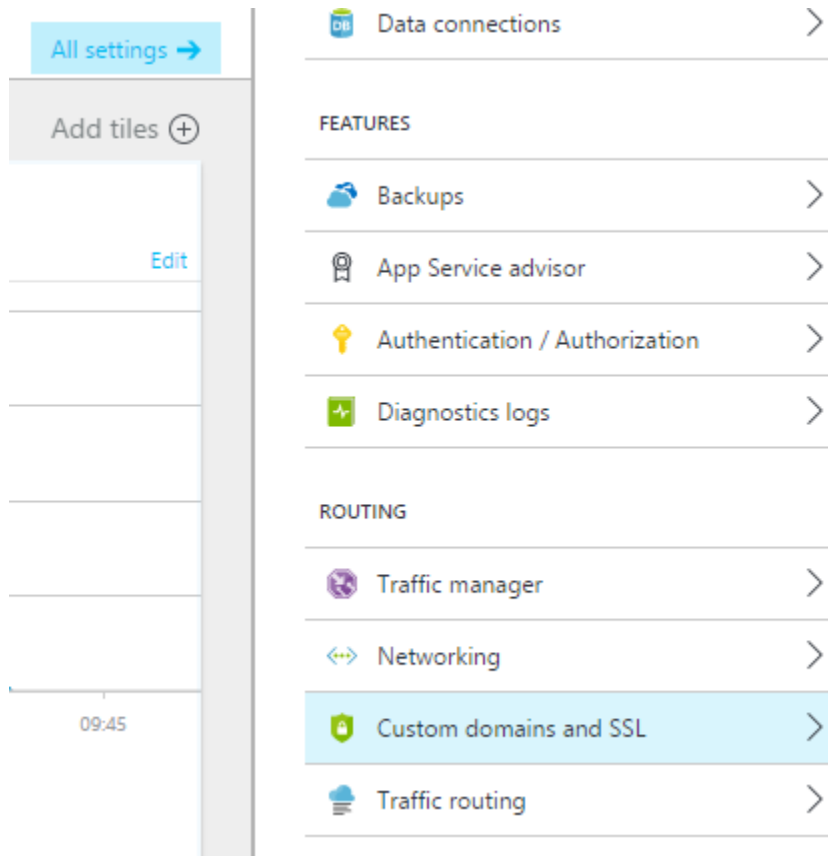 All settings
Add tiles
Edit
09:45
DB
Data connections
FEATURES
Backups
App Service advisor
Authentication / Authorization
Diagnostics logs
ROUTING
Traffic manager
Networking
Custom domains and SSL
Traffic routing